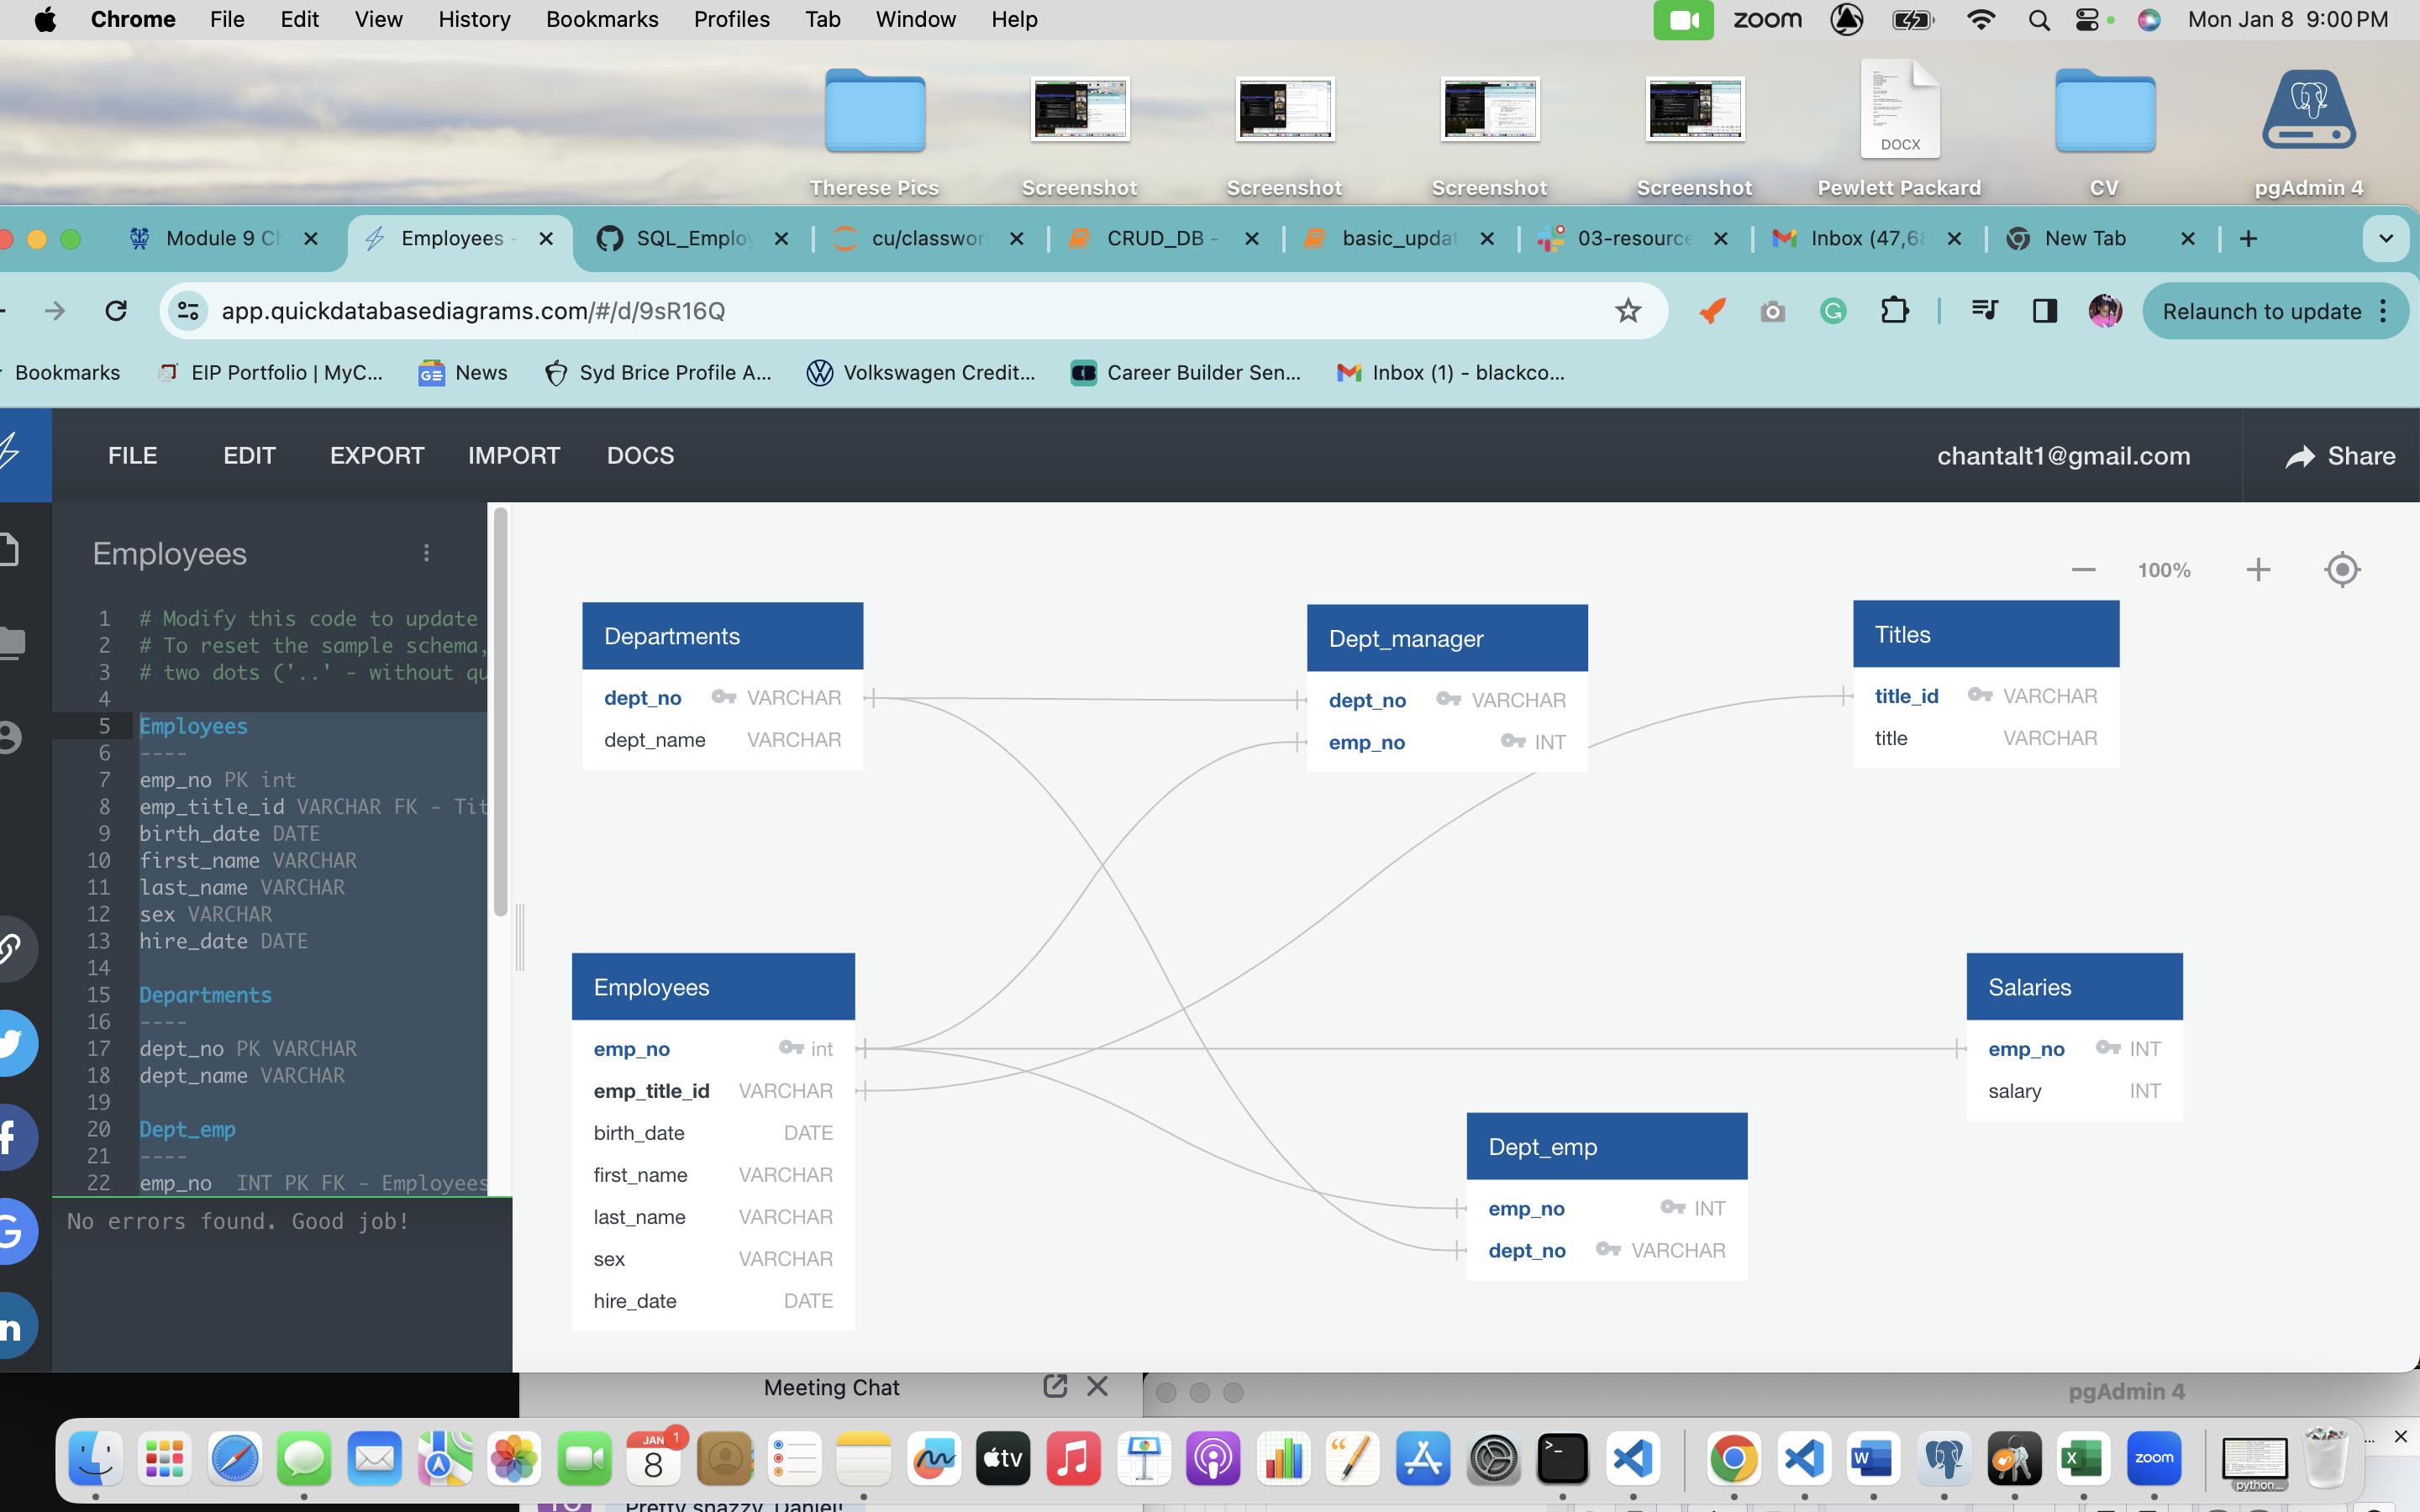 Chrome File Edit View History Bookmarks Profiles Tab Window Help zoom Mon Jan 8 9:00 PM
DOCX
Therese Pics Screenshot Screenshot Screenshot Screenshot Pewlett Packard CV pgAdmin 4
Module 9 Ch Employees - SQL_Employ cu/classwor CRUD_DB - basic_updat 03-resource Inbox (47,68 New Tab
app.quickdatabasediagrams.com/#/d/9sR16Q Relaunch to update
Bookmarks EIP Portfolio | MyC... News Syd Brice Profile A... Volkswagen Credit... Career Builder Sen... Inbox (1) - blackco...
FILE EDIT EXPORT IMPORT DOCS chantalt1@gmail.com Share
Employees
1 # Modify this code to update
2 # To reset the sample schema,
3 # two dots ('..' - without qu
4
5 Employees
6 ----
7 emp_no PK int
8 emp_title_id VARCHAR FK - Tit
9 birth_date DATE
10 first_name VARCHAR
11 last_name VARCHAR
12 sex VARCHAR
13 hire_date DATE
14
15 Departments
16 ----
17 dept_no PK VARCHAR
18 dept_name VARCHAR
19
20 Dept_emp
21 ----
22 emp_no INT PK FK - Employees
No errors found. Good job!
100%
Departments
dept_no VARCHAR
dept_name VARCHAR
Dept_manager
dept_no VARCHAR
emp_no INT
Titles
title_id VARCHAR
title VARCHAR
Employees
emp_no int
emp_title_id VARCHAR
birth_date DATE
first_name VARCHAR
last_name VARCHAR
sex VARCHAR
hire_date DATE
Salaries
emp_no INT
salary INT
Dept_emp
emp_no INT
dept_no VARCHAR
Meeting Chat
pgAdmin 4
JAN
8
1
tv
zoom
python...
Pretty snazzy, Daniel!